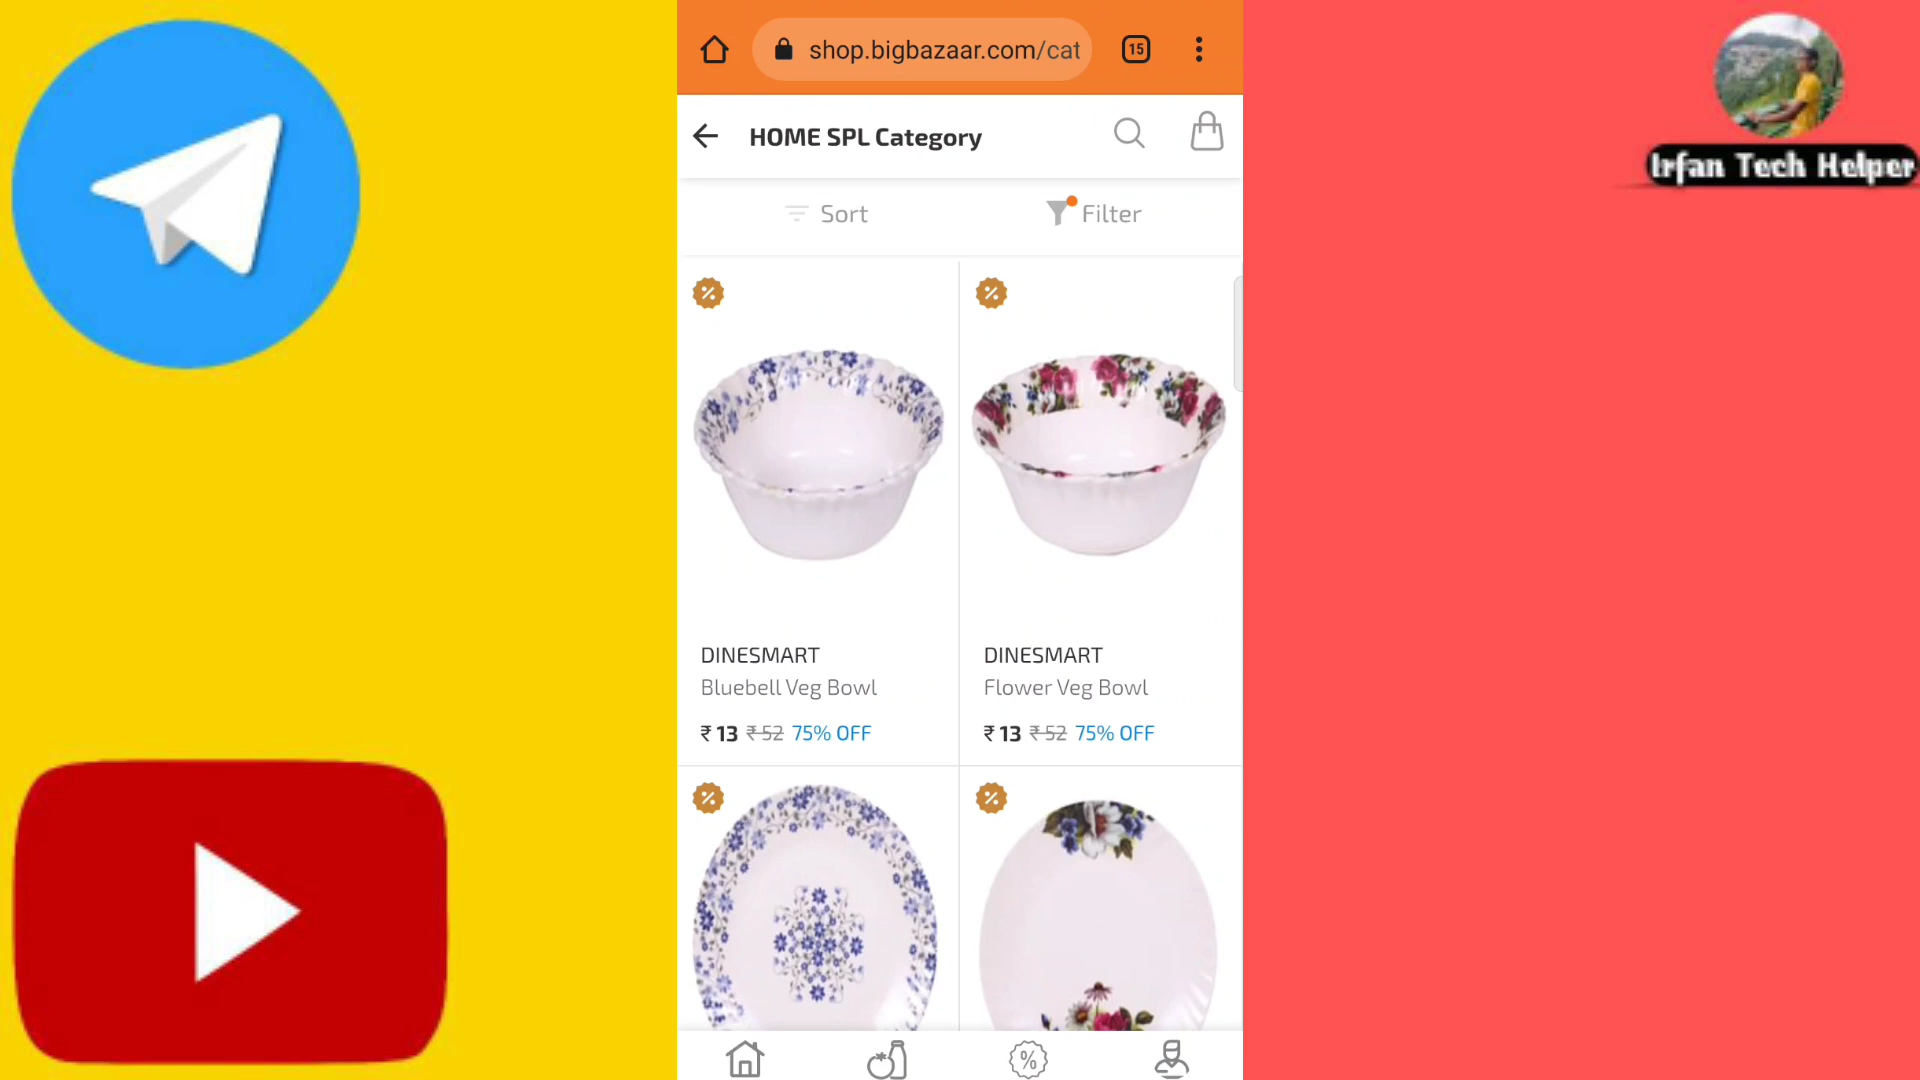 shop.bigbazaar.com/cat
15
HOME SPL Category
Sort
Filter
DINESMART
Bluebell Veg Bowl
₹13 ₹52 75% OFF
DINESMART
Flower Veg Bowl
₹13 ₹52 75% OFF
Irfan Tech Helper